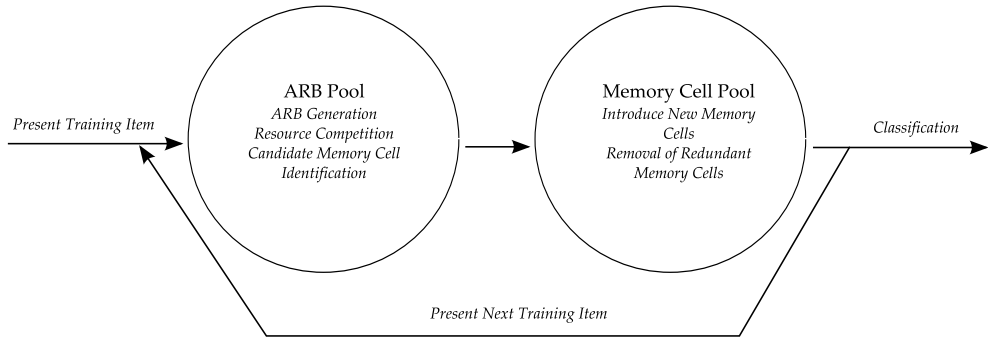 Present Training Item
ARB Pool
ARB Generation
Resource Competition
Candidate Memory Cell
Identification
Memory Cell Pool
Introduce New Memory
Cells
Removal of Redundant
Memory Cells
Classification
Present Next Training Item